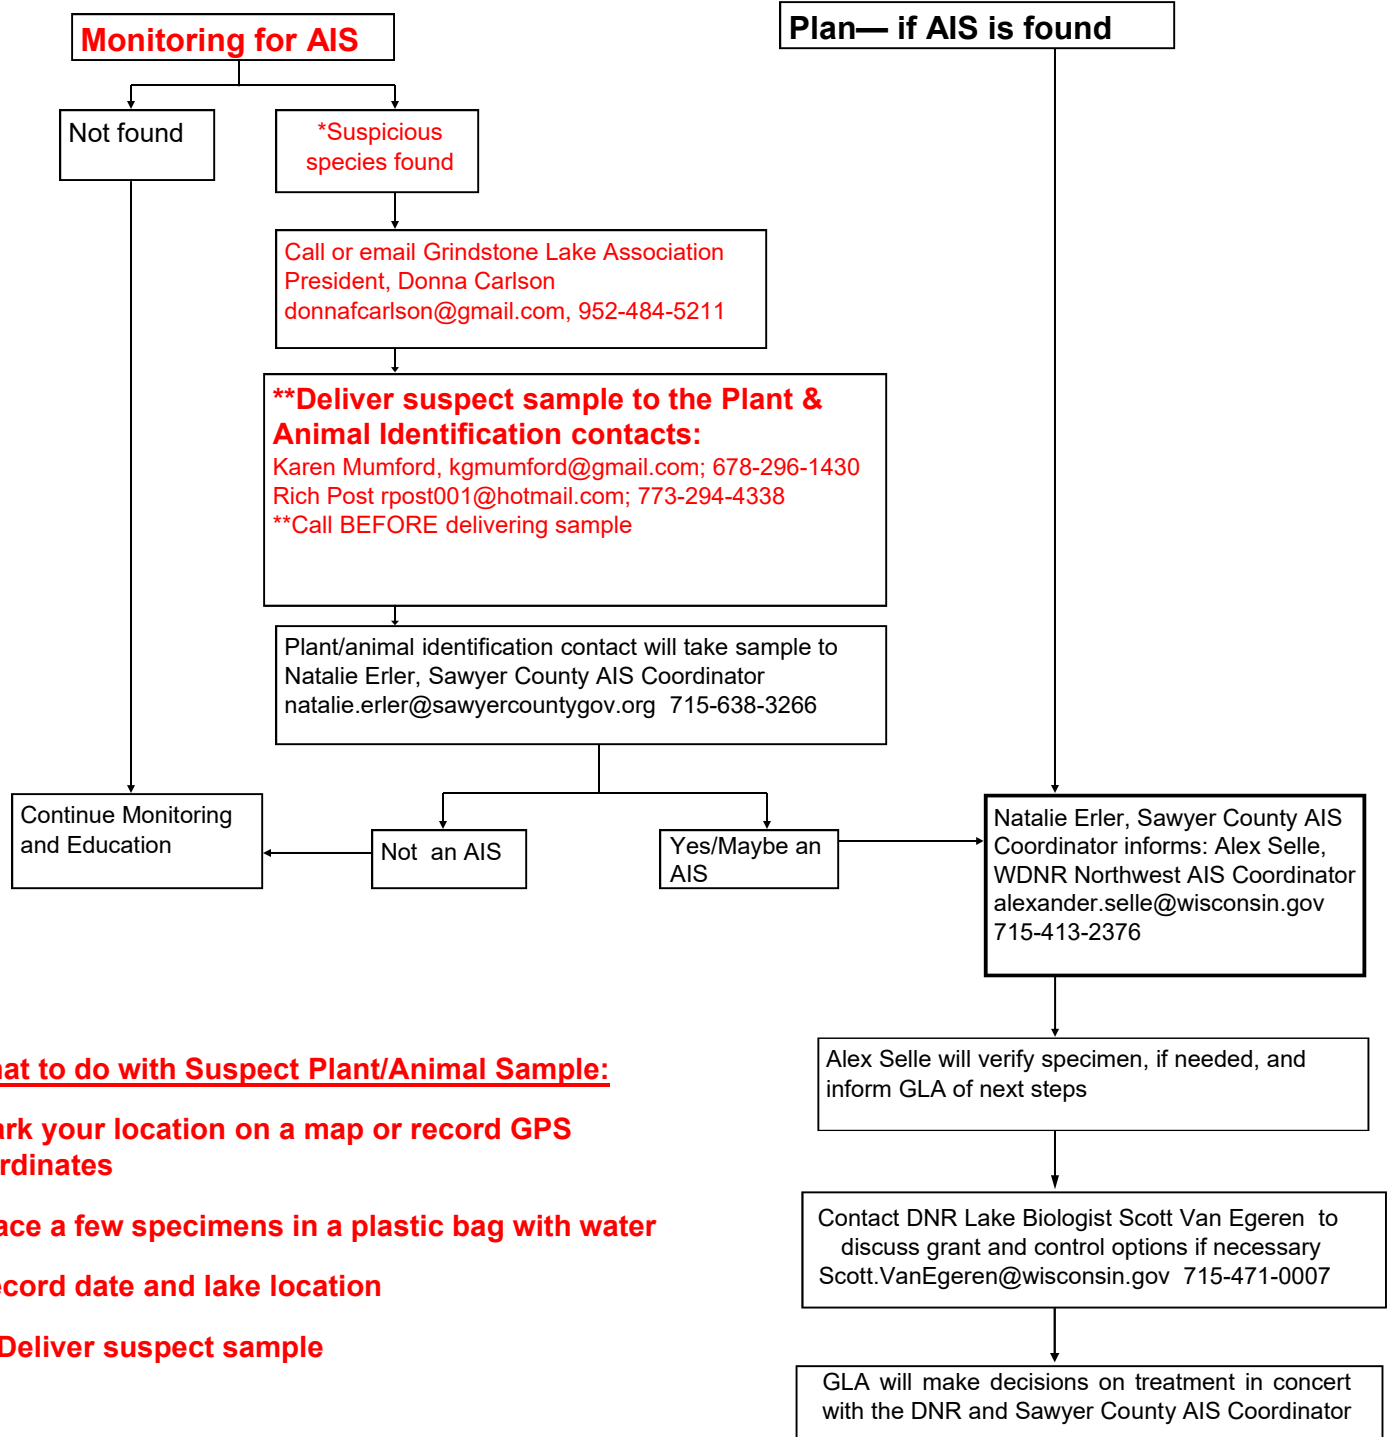 Monitoring for AIS
Plan— if AIS is found
Not found
*Suspicious
species found
Call or email Grindstone Lake Association
President, Donna Carlson
donnafcarlson@gmail.com, 952-484-5211
**Deliver suspect sample to the Plant &
Animal Identification contacts:
Karen Mumford, kgmumford@gmail.com; 678-296-1430
Rich Post rpost001@hotmail.com; 773-294-4338
**Call BEFORE delivering sample
Plant/animal identification contact will take sample to
Natalie Erler, Sawyer County AIS Coordinator
natalie.erler@sawyercountygov.org  715-638-3266
Continue Monitoring
and Education
Not  an AIS
Yes/Maybe an
AIS
Natalie Erler, Sawyer County AIS
Coordinator informs: Alex Selle,
WDNR Northwest AIS Coordinator
alexander.selle@wisconsin.gov
715-413-2376
Alex Selle will verify specimen, if needed, and
inform GLA of next steps
Contact DNR Lake Biologist Scott Van Egeren  to
discuss grant and control options if necessary
Scott.VanEgeren@wisconsin.gov  715-471-0007
GLA will make decisions on treatment in concert
with the DNR and Sawyer County AIS Coordinator
to do with Suspect Plant/Animal Sample:
your location on a map or record GPS
a few specimens in a plastic bag with water
date and lake location
Deliver suspect sample